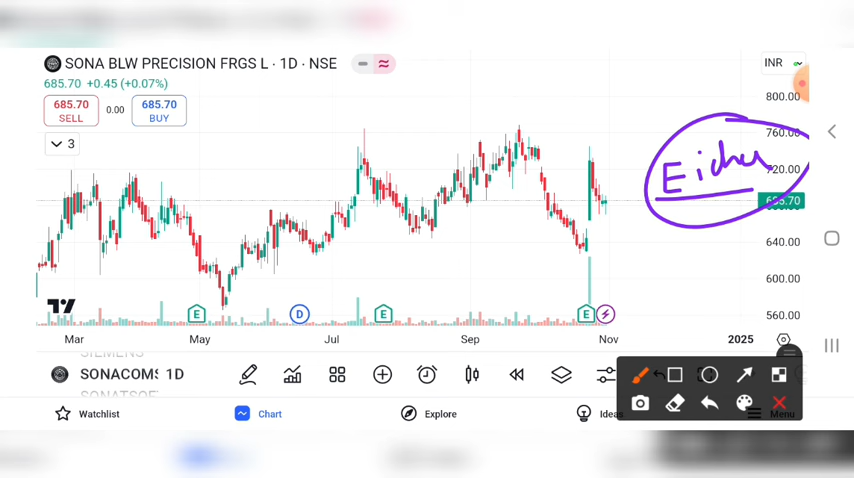 SONA BLW PRECISION FRGS L · 1D · NSE
INR
685.70 +0.45 (+0.07%)
685.70
SELL
0.00
685.70
BUY
3
800.00
760.00
720.00
685.70
640.00
600.00
560.00
Eicher
E
D
E
E
Mar
May
Jul
Sep
Nov
2025
SIEMENS
SONACOMS 1D
Watchlist
Chart
Explore
Ideas
Menu